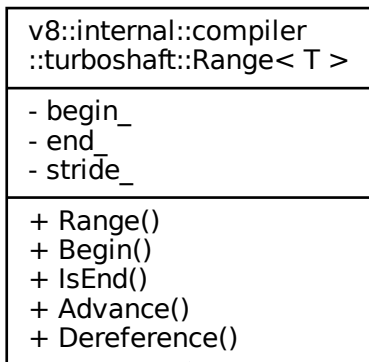 v8::internal::compiler
::turboshaft::Range< T >
- begin_
- end_
- stride_
+ Range()
+ Begin()
+ IsEnd()
+ Advance()
+ Dereference()